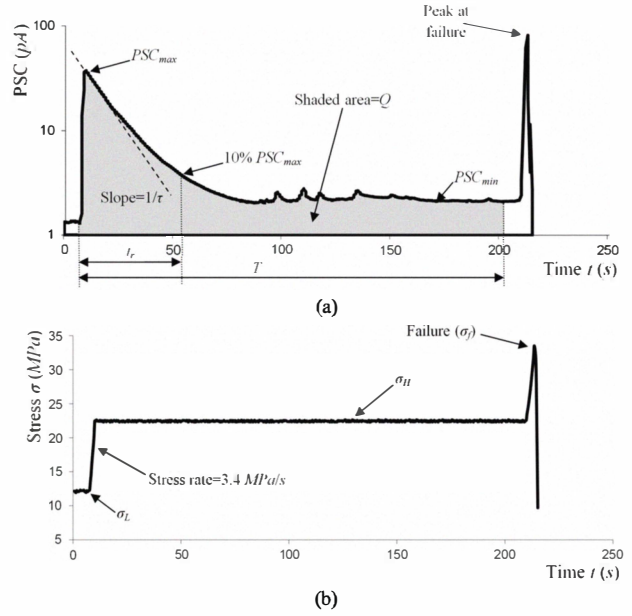 PSC (pA)
100
10
1
PSCmax
Peak at
failure
Shaded area=Q
10% PSCmax
PSCmin
Slope=1/τ
0
50
100
150
200
250
tr
T
Time t (s)
(a)
Stress σ (MPa)
35
30
25
20
15
10
5
Failure (σf)
σH
Stress rate=3.4 MPa/s
σL
0
50
100
150
200
250
Time t (s)
(b)